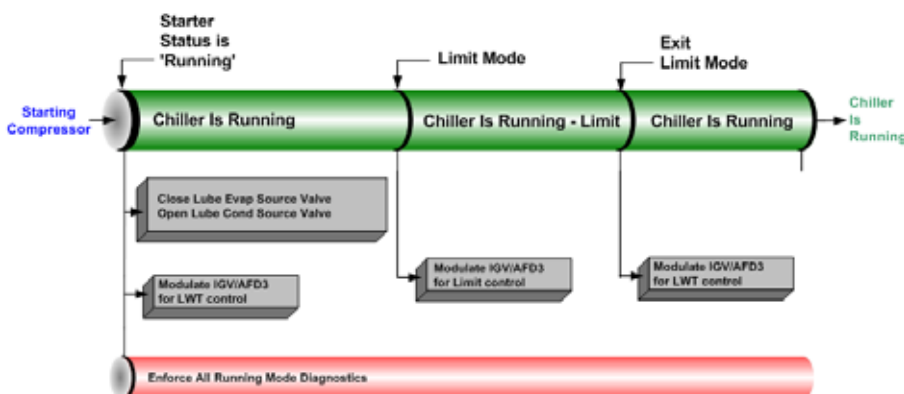 Starter
Status is
'Running'
Limit Mode
Exit
Limit Mode
Starting
Compressor
Chiller Is Running
Chiller Is Running - Limit
Chiller Is Running
Chiller
Is
Running
Close Lube Evap Source Valve
Open Lube Cond Source Valve
Modulate IGV/AFD3
for LWT control
Modulate IGV/AFD3
for Limit control
Modulate IGV/AFD3
for LWT control
Enforce All Running Mode Diagnostics